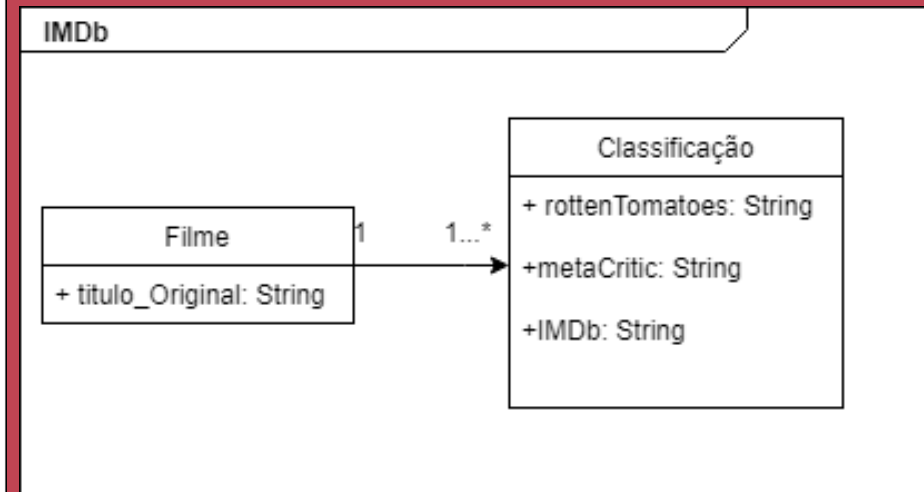 IMDb
Classificação
+ rottenTomatoes: String
+metaCritic: String
+IMDb: String
Filme
+ titulo_Original: String
1
1...*